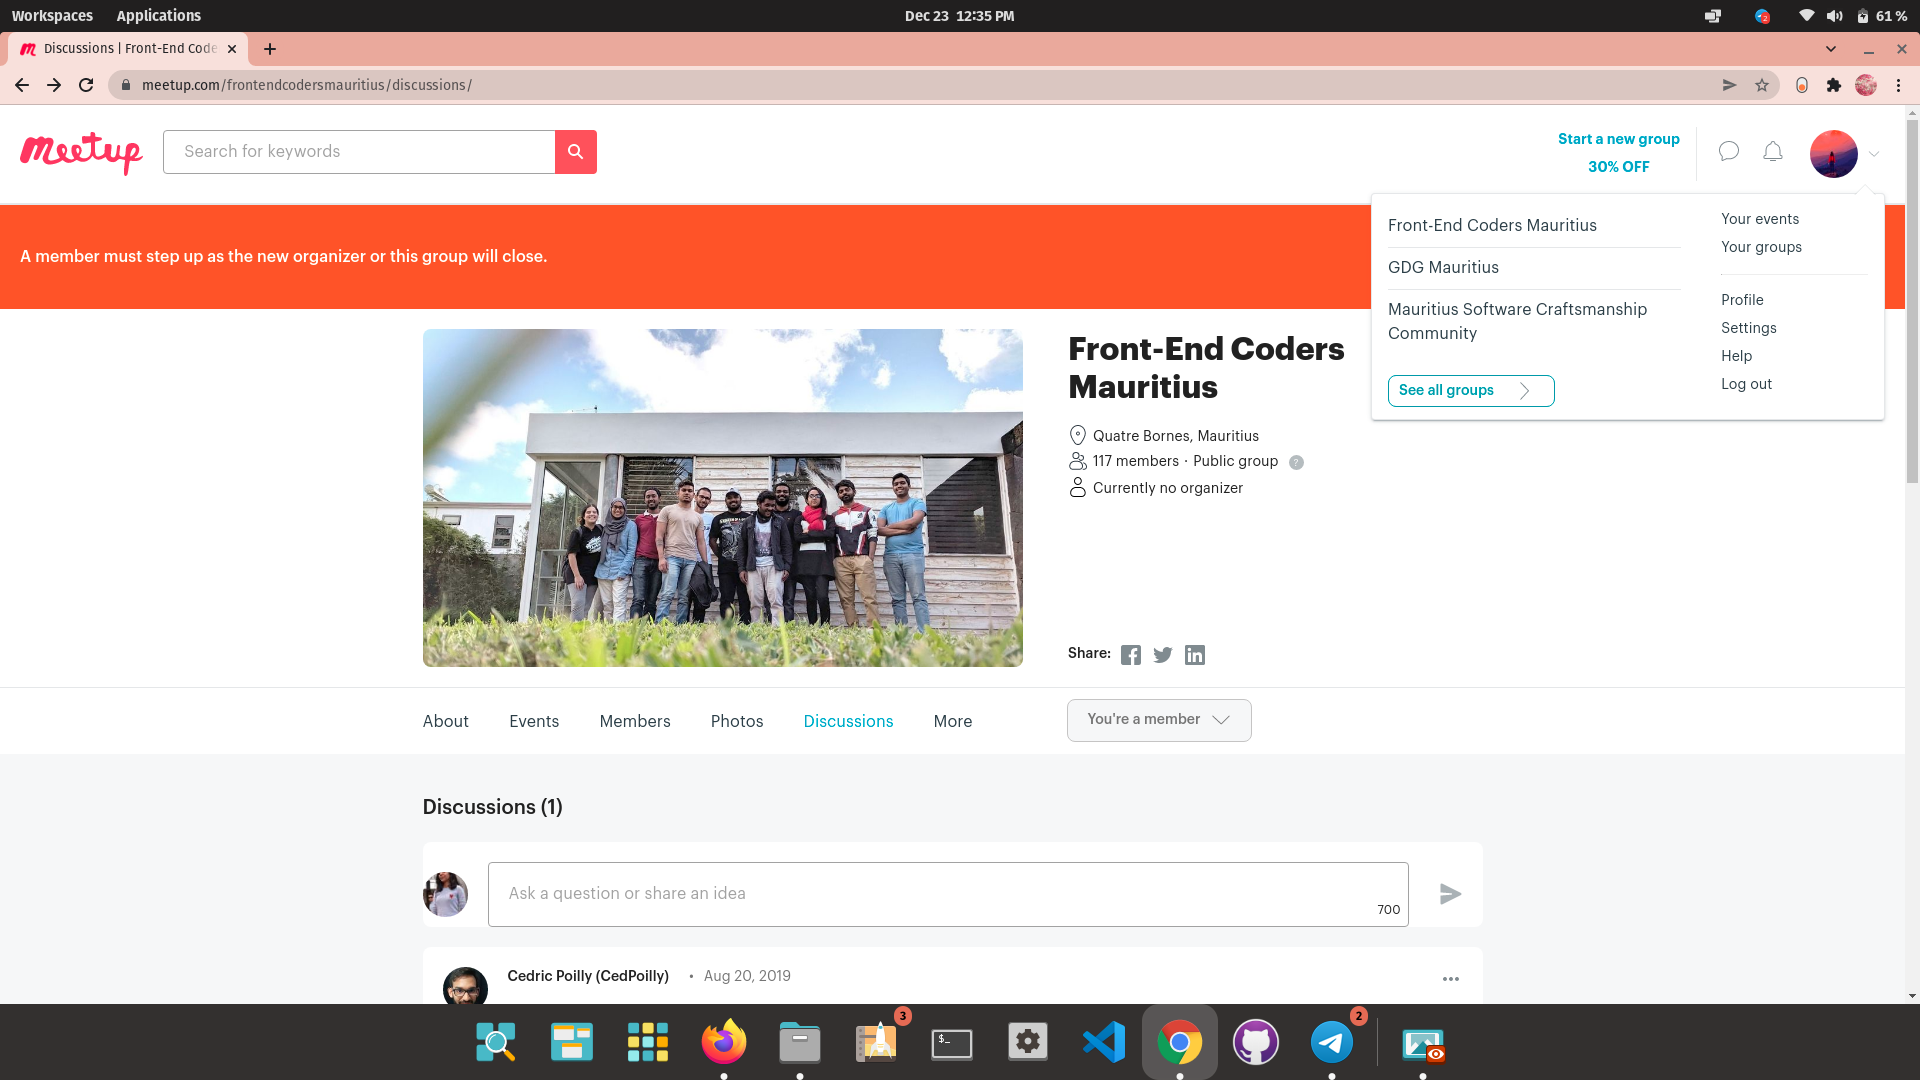 Workspaces Applications Dec 23 12:35 PM 2 61 %
Discussions | Front-End Code
meetup.com/frontendcodersmauritius/discussions/
meetup Search for keywords
Start a new group
30% OFF
A member must step up as the new organizer or this group will close.
Front-End Coders Mauritius
GDG Mauritius
Mauritius Software Craftsmanship
Community
See all groups
Your events
Your groups
Profile
Settings
Help
Log out
Front-End Coders
Mauritius
Quatre Bornes, Mauritius
117 members · Public group ?
Currently no organizer
Share:
About Events Members Photos Discussions More You're a member
Discussions (1)
Ask a question or share an idea
700
Cedric Poilly (CedPoilly) • Aug 20, 2019
3 $_ 2